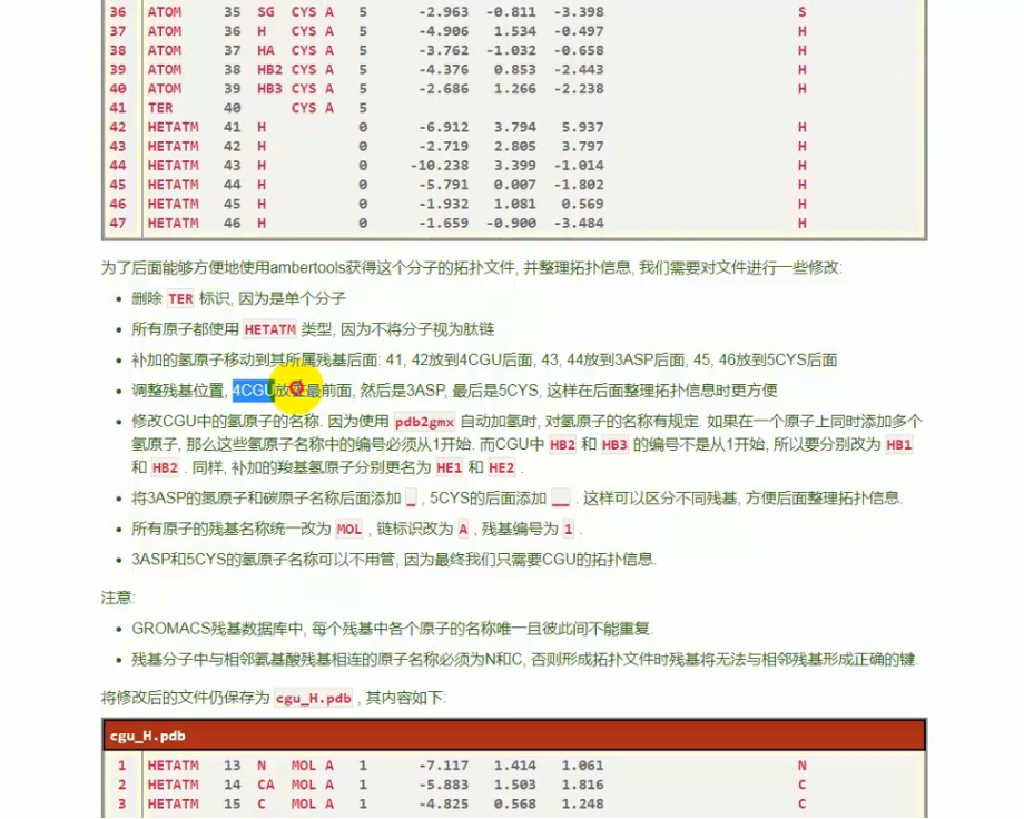 36 ATOM 35 SG CYS A 5 -2.963 -0.811 -3.398 S
37 ATOM 36 H CYS A 5 -4.906 1.534 -0.497 H
38 ATOM 37 HA CYS A 5 -3.762 -1.032 -0.658 H
39 ATOM 38 HB2 CYS A 5 -4.376 0.853 -2.443 H
40 ATOM 39 HB3 CYS A 5 -2.686 1.266 -2.238 H
41 TER 40 CYS A 5
42 HETATM 41 H 0 -6.912 3.794 5.937 H
43 HETATM 42 H 0 -2.719 2.805 3.797 H
44 HETATM 43 H 0 -10.238 3.399 -1.014 H
45 HETATM 44 H 0 -5.791 0.007 -1.802 H
46 HETATM 45 H 0 -1.932 1.081 0.569 H
47 HETATM 46 H 0 -1.659 -0.900 -3.484 H
为了后面能够方便地使用ambertools获得这个分子的拓扑文件, 并整理拓扑信息, 我们需要对文件进行一些修改:
• 删除 TER 标识, 因为是单个分子
• 所有原子都使用 HETATM 类型, 因为不将分子视为肽链
• 补加的氢原子移动到其所属残基后面: 41, 42放到4CGU后面, 43, 44放到3ASP后面, 45, 46放到5CYS后面
• 调整残基位置, 4CGU放在最前面, 然后是3ASP, 最后是5CYS, 这样在后面整理拓扑信息时更方便
• 修改CGU中的氢原子的名称. 因为使用 pdb2gmx 自动加氢时, 对氢原子的名称有规定. 如果在一个原子上同时添加多个
氢原子, 那么这些氢原子名称中的编号必须从1开始. 而CGU中 HB2 和 HB3 的编号不是从1开始, 所以要分别改为 HB1
和 HB2 . 同样, 补加的羧基氢原子分别更名为 HE1 和 HE2 .
• 将3ASP的氮原子和碳原子名称后面添加 _ , 5CYS的后面添加 __ . 这样可以区分不同残基, 方便后面整理拓扑信息.
• 所有原子的残基名称统一改为 MOL , 链标识改为 A , 残基编号为 1 .
• 3ASP和5CYS的氢原子名称可以不用管, 因为最终我们只需要CGU的拓扑信息.
注意:
• GROMACS残基数据库中, 每个残基中各个原子的名称唯一且彼此间不能重复.
• 残基分子中与相邻氨基酸残基相连的原子名称必须为N和C, 否则形成拓扑文件时残基将无法与相邻残基形成正确的键.
将修改后的文件仍保存为 cgu_H.pdb , 其内容如下:
cgu_H.pdb
1 HETATM 13 N MOL A 1 -7.117 1.414 1.061 N
2 HETATM 14 CA MOL A 1 -5.883 1.503 1.816 C
3 HETATM 15 C MOL A 1 -4.825 0.568 1.248 C